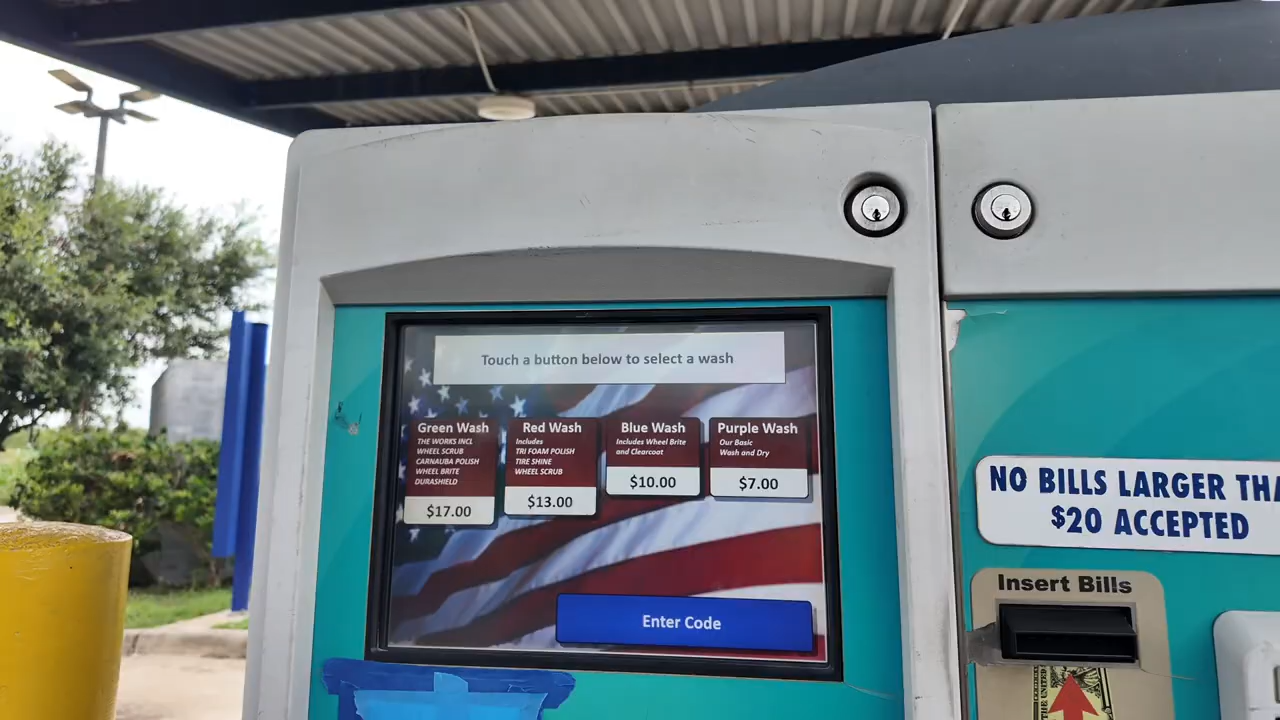 Touch a button below to select a wash
Green Wash
THE WORKS INCL
WHEEL SCRUB
CARNAUBA POLISH
WHEEL BRITE
DURASHIELD
$17.00
Red Wash
Includes
TRI FOAM POLISH
TIRE SHINE
WHEEL SCRUB
$13.00
Blue Wash
Includes Wheel Brite
and Clearcoat
$10.00
Purple Wash
Our Basic
Wash and Dry
$7.00
Enter Code
NO BILLS LARGER THA
$20 ACCEPTED
Insert Bills